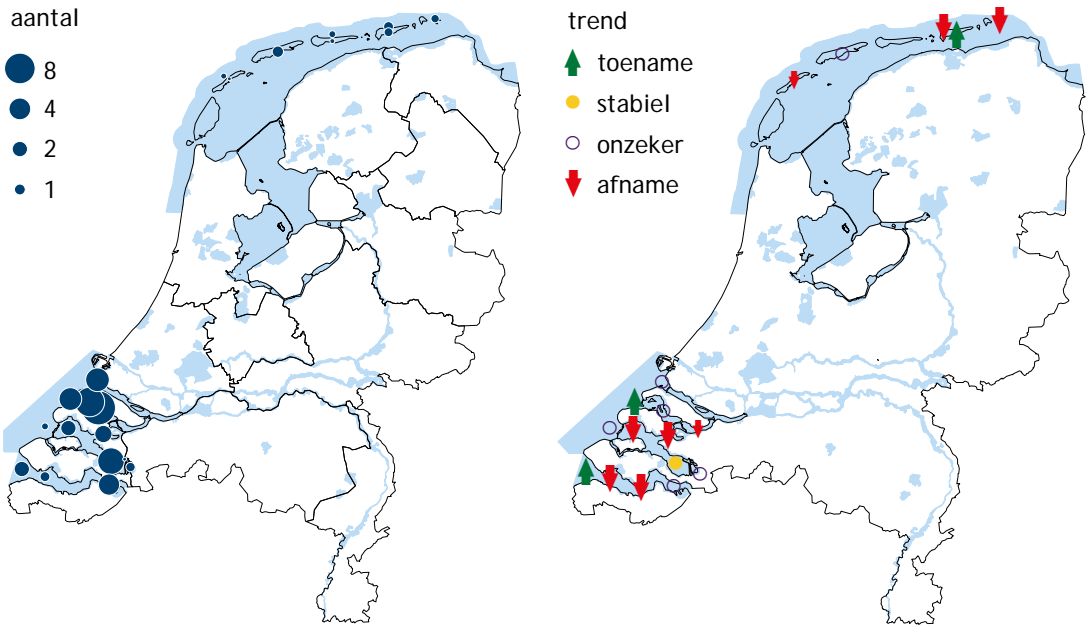 aantal
8
4
2
1
trend
toename
stabiel
onzeker
afname